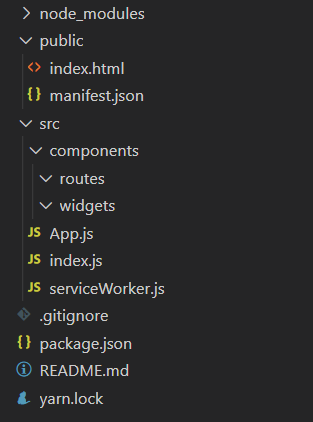 node_modules
public
index.html
manifest.json
src
components
routes
widgets
JS App.js
JS index.js
JS serviceWorker.js
.gitignore
package.json
README.md
yarn.lock